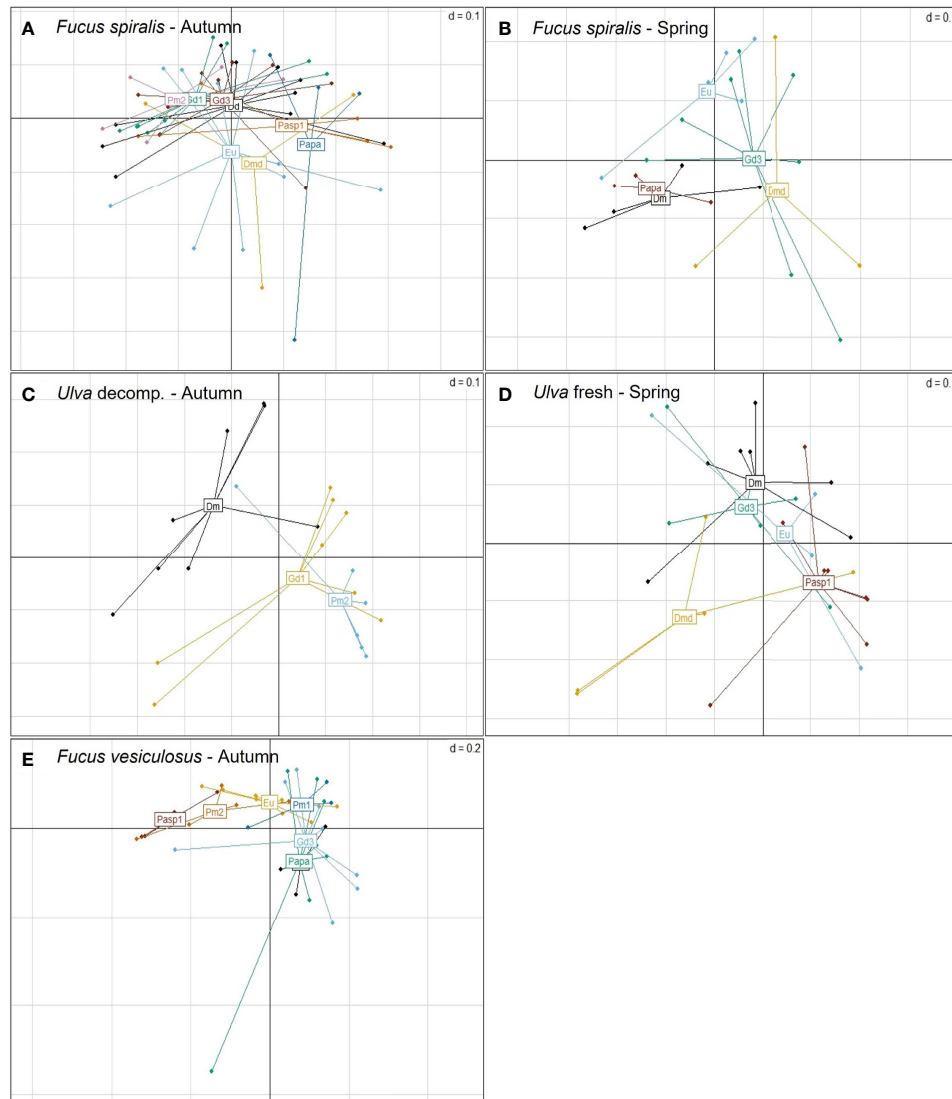 A Fucus spiralis - Autumn
d = 0.1
Pm2
Gd1
Gd3
Pasp1
Papa
Eu
Dmd
B Fucus spiralis - Spring
d = 0.
Eu
Gd3
Papa
Dm
Dmd
C Ulva decomp. - Autumn
d = 0.1
Dm
Gd1
Pm2
D Ulva fresh - Spring
d = 0.
Dm
Gd3
Eu
Pasp1
Dmd
E Fucus vesiculosus - Autumn
d = 0.2
Eu
Pm1
Pm2
Pasp1
Gd3
Papa